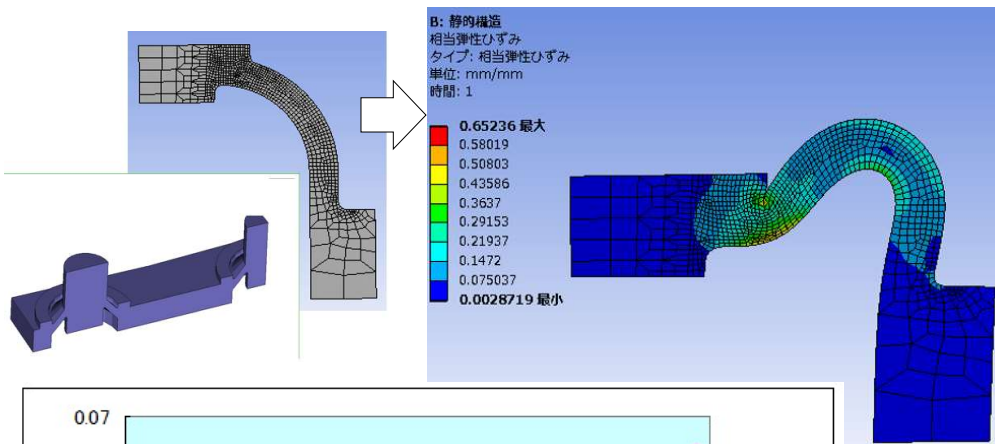 B: 静的構造
相当弾性ひずみ
タイプ: 相当弾性ひずみ
単位: mm/mm
時間: 1
0.65236 最大
0.58019
0.50803
0.43586
0.3637
0.29153
0.21937
0.1472
0.075037
0.0028719 最小
0.07